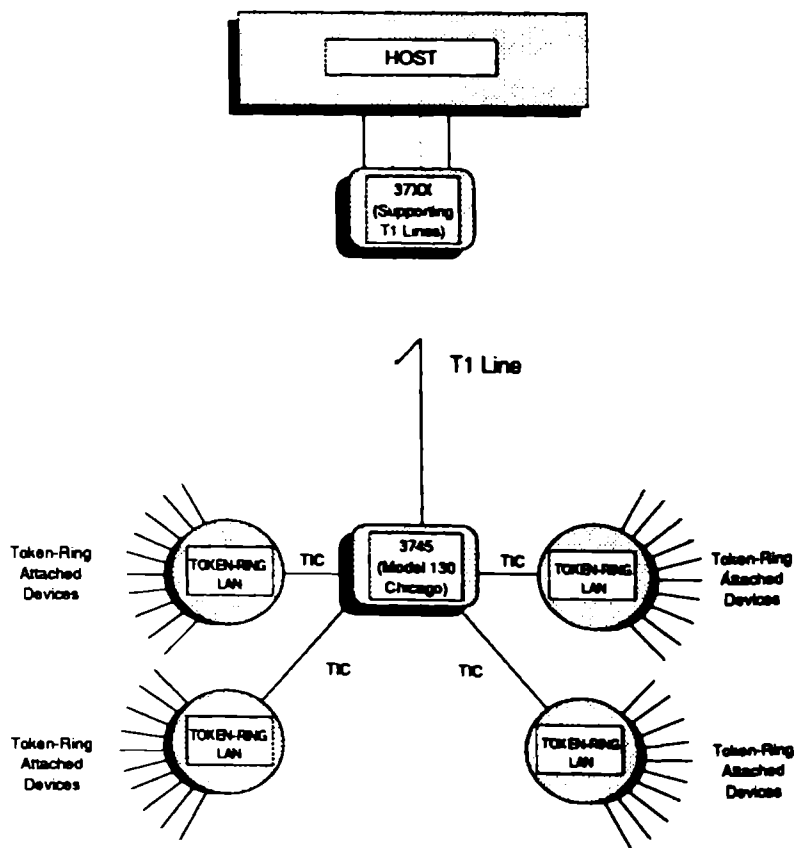 HOST
37XX
(Supporting
T1 Lines)
T1 Line
Token-Ring
Attached
Devices
TOKEN-RING
LAN
TIC
3745
(Model 130
Chicago)
TIC
TOKEN-RING
LAN
Token-Ring
Attached
Devices
TIC
TIC
Token-Ring
Attached
Devices
TOKEN-RING
LAN
TOKEN-RING
LAN
Token-Ring
Attached
Devices